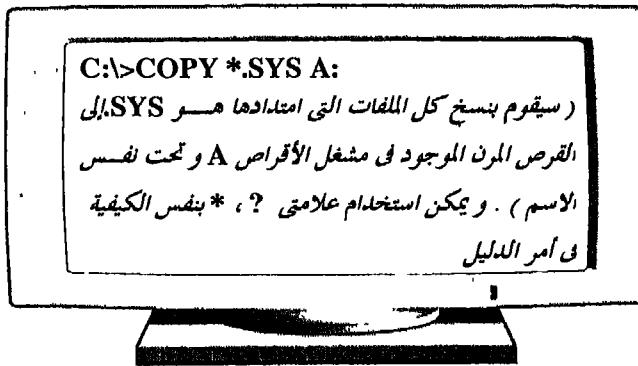 C:\>COPY *.SYS A:
( سيقوم بنسخ كل الملفات التى امتدادها هـــو SYS.إلى
القرص المرن الموجود فى مشغل الأقراص A و تحت نفـــس
الاسم ) . و يمكن استخدام علامتى ? ، * بنفس الكيفية
فى أمر الدليل